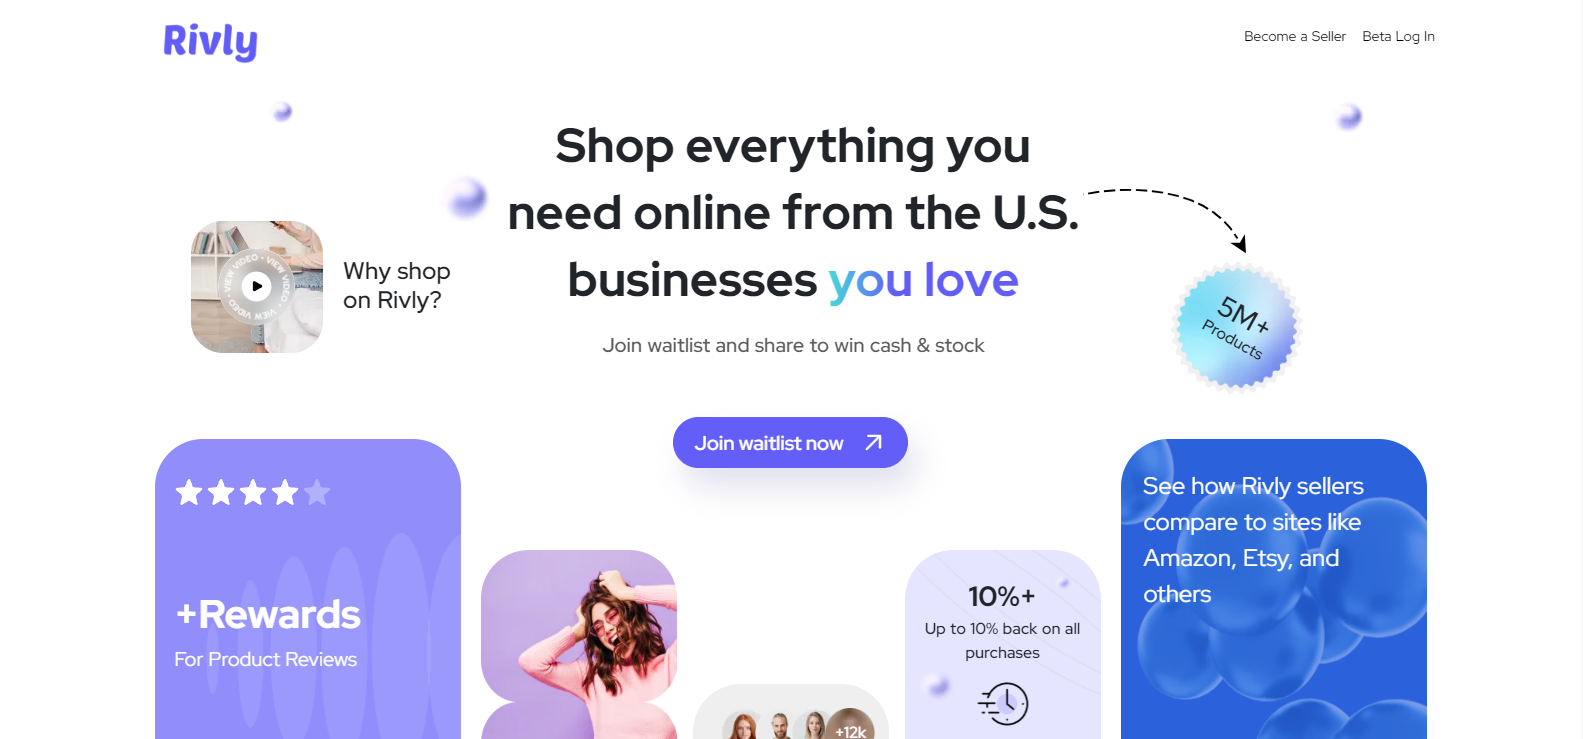 Rivly
Become a Seller
Beta Log In
Shop everything you
need online from the U.S.
businesses you love
Join waitlist and share to win cash & stock
Join waitlist now
VIEW VIDEO • VIEW VIDEO • VIEW VIDEO •
Why shop
on Rivly?
5M+
Products
+Rewards
For Product Reviews
+12k
10%+
Up to 10% back on all
purchases
See how Rivly sellers
compare to sites like
Amazon, Etsy, and
others